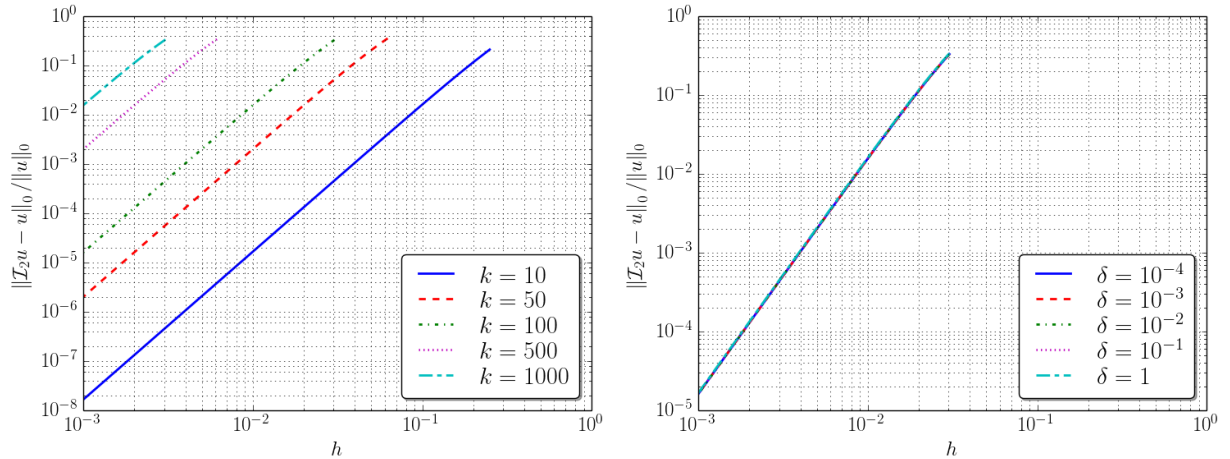 10^0
10^{-1}
10^{-2}
10^{-3}
10^{-4}
10^{-5}
10^{-6}
10^{-7}
10^{-8}
‖𝓘₂u − u‖₀/‖u‖₀
10^{-3} 10^{-2} 10^{-1} 10^0
h
k = 10
k = 50
k = 100
k = 500
k = 1000
10^0
10^{-1}
10^{-2}
10^{-3}
10^{-4}
10^{-5}
‖𝓘₂u − u‖₀/‖u‖₀
10^{-3} 10^{-2} 10^{-1} 10^0
h
δ = 10^{-4}
δ = 10^{-3}
δ = 10^{-2}
δ = 10^{-1}
δ = 1